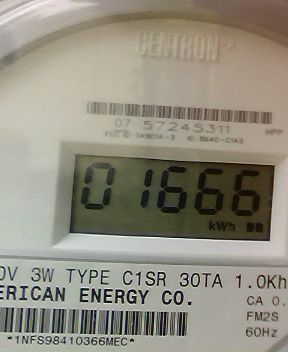 CENTRON
07 57245311 HPP
01666
kWh
0V 3W TYPE C1SR 30TA 1.0Kh
ERICAN ENERGY CO.
CA 0.
FM2S
60Hz
*1NFS98410366MEC*